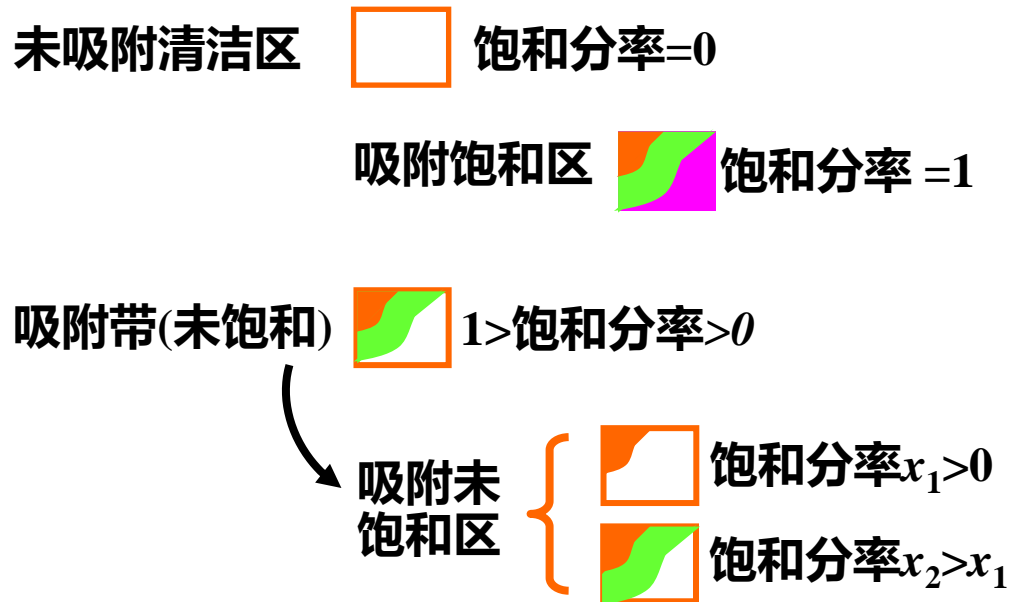 未吸附清洁区 饱和分率=0
吸附饱和区 饱和分率 =1
吸附带(未饱和) 1>饱和分率>0
吸附未
饱和区
饱和分率x₁>0
饱和分率x₂>x₁